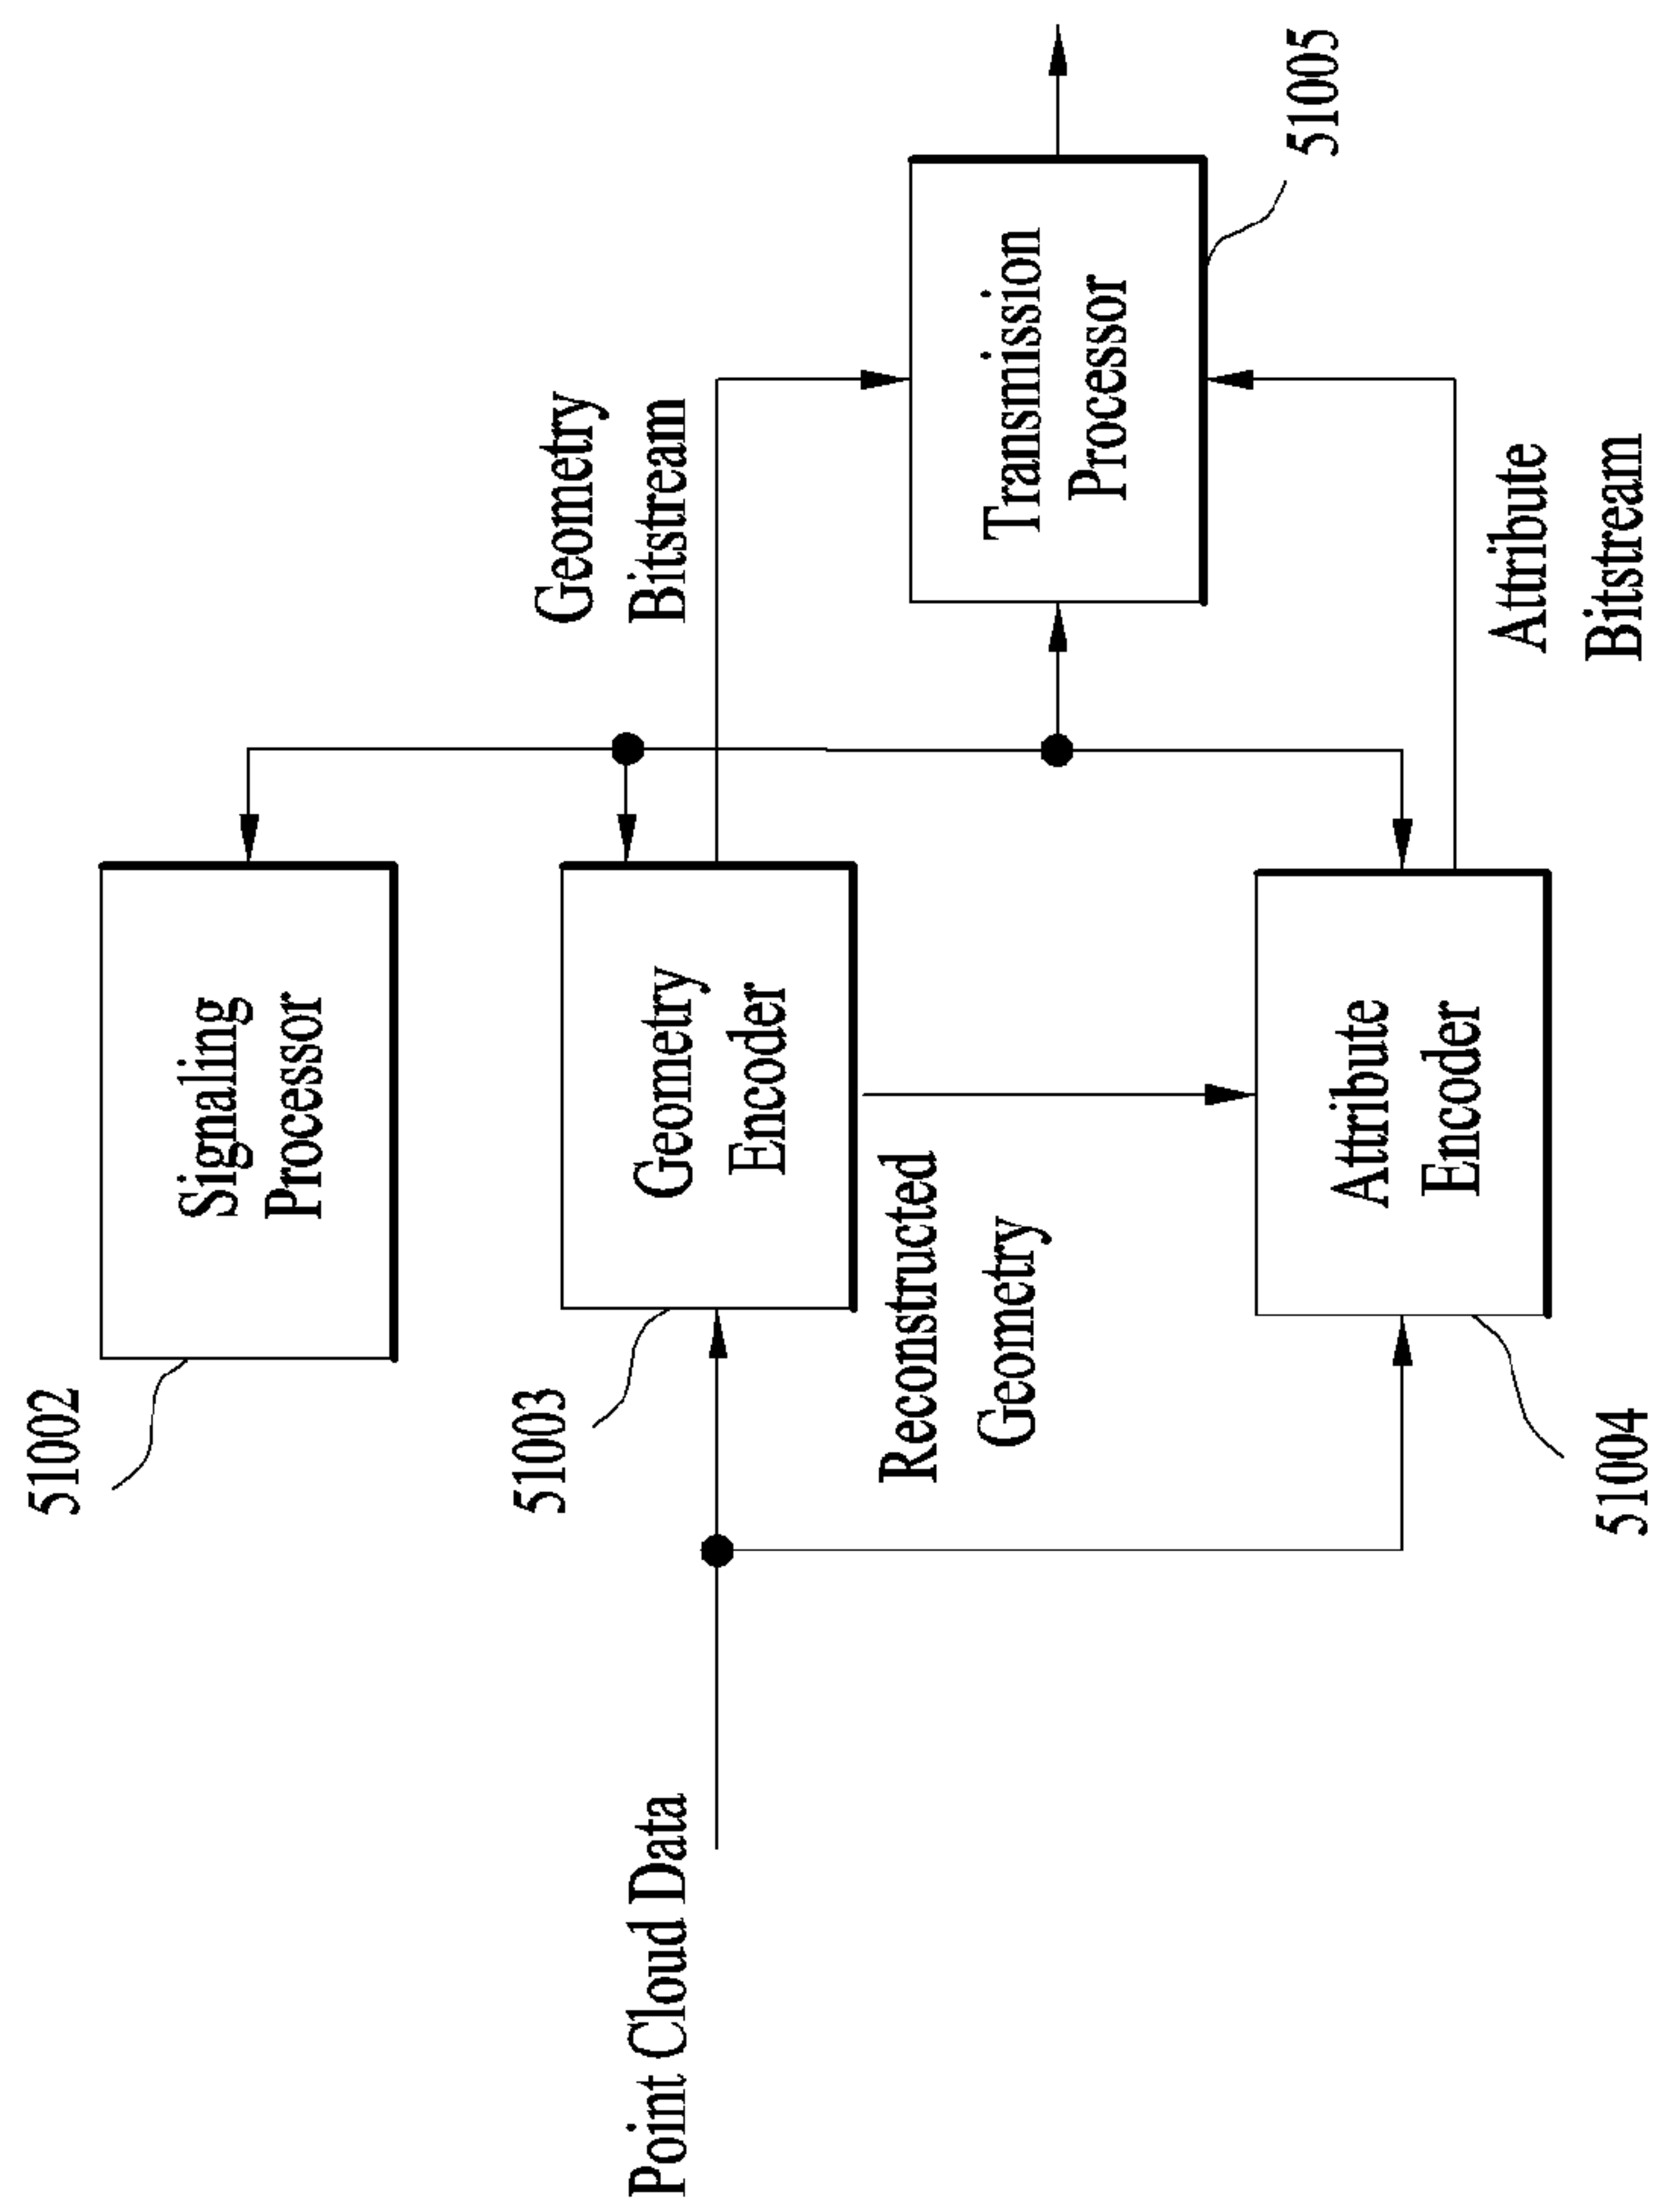 51002
Signaling
Processor
51003
Geometry
Encoder
Geometry
Bitstream
Point Cloud Data
Reconstructed
Geometry
Transmission
Processor
51005
Attribute
Encoder
Attribute
Bitstream
51004